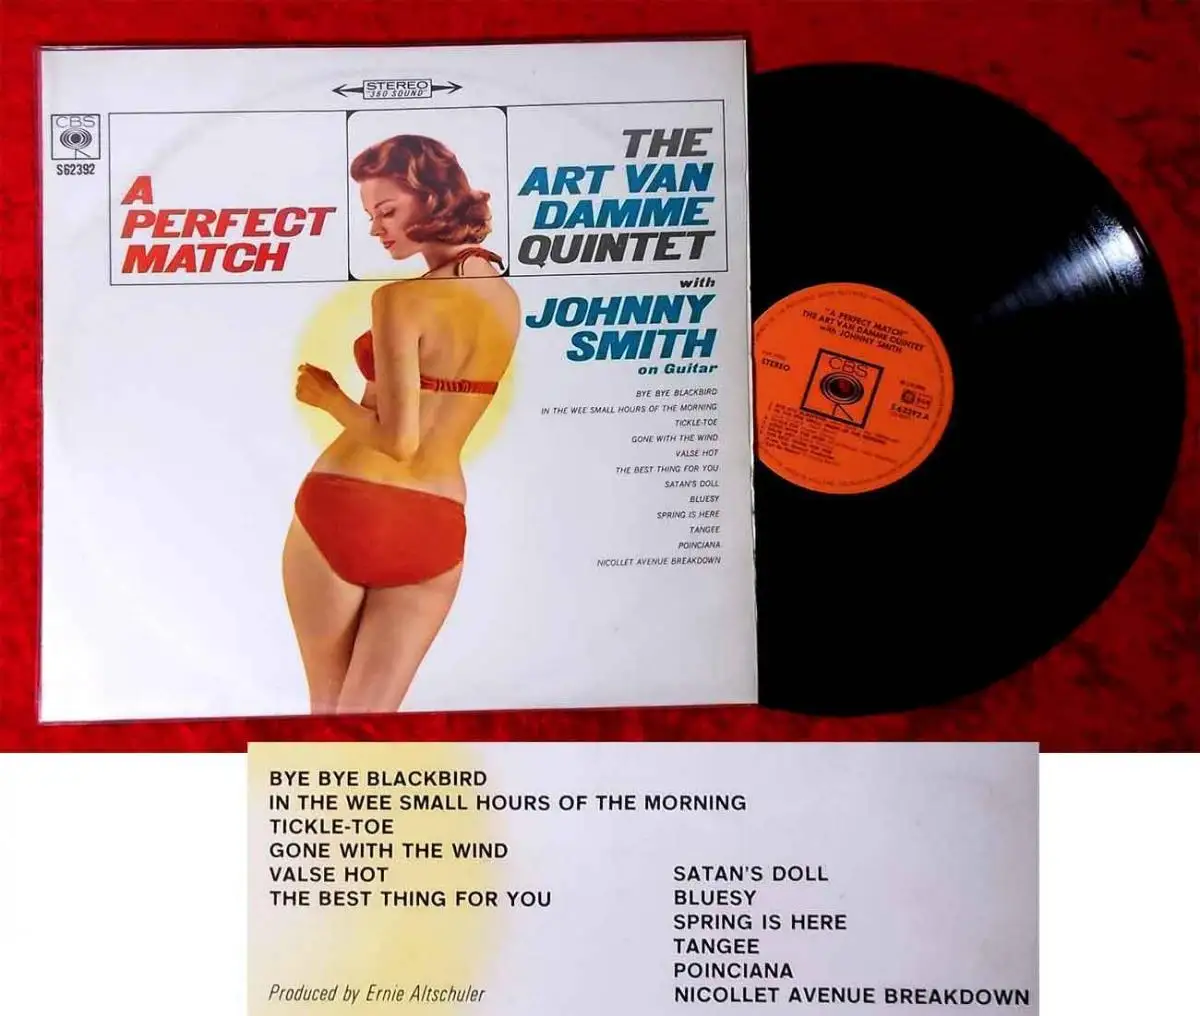 STEREO
"360 SOUND"
CBS
S62392
A
PERFECT
MATCH
THE
ART VAN
DAMME
QUINTET
with
JOHNNY
SMITH
on Guitar
BYE BYE BLACKBIRD
IN THE WEE SMALL HOURS OF THE MORNING
TICKLE-TOE
GONE WITH THE WIND
VALSE HOT
THE BEST THING FOR YOU
SATAN'S DOLL
BLUESY
SPRING IS HERE
TANGEE
POINCIANA
NICOLLET AVENUE BREAKDOWN
"A PERFECT MATCH"
THE ART VAN DAMME QUINTET
with JOHNNY SMITH
STEREO
CBS
S 62392 A
BYE BYE BLACKBIRD
IN THE WEE SMALL HOURS OF THE MORNING
TICKLE-TOE
GONE WITH THE WIND
VALSE HOT
THE BEST THING FOR YOU
SATAN'S DOLL
BLUESY
SPRING IS HERE
TANGEE
POINCIANA
NICOLLET AVENUE BREAKDOWN
Produced by Ernie Altschuler